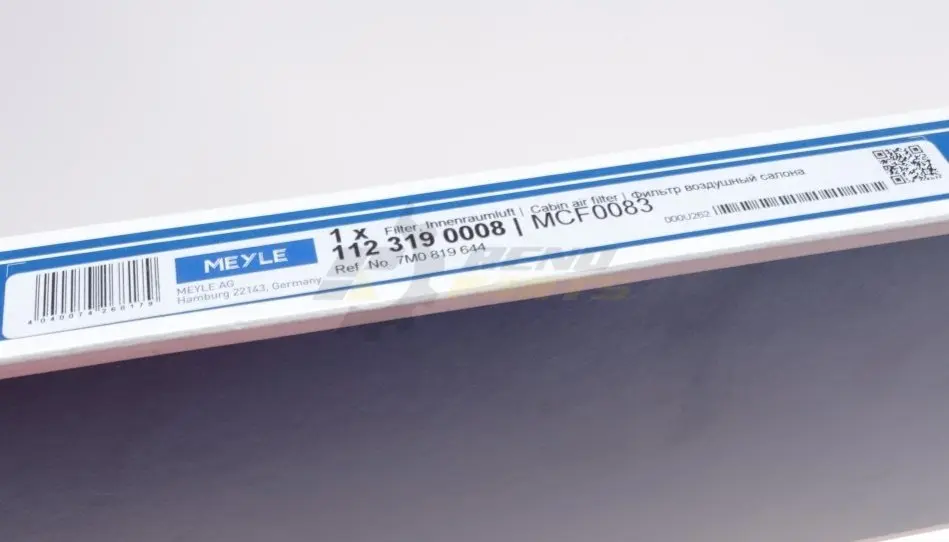 4040074266179
MEYLE
MEYLE AG
Hamburg 22143, Germany
1 x Filter, Innenraumluft | Cabin air filter | Фильтр воздушный салона
112 319 0008 | MCF0083
Ref. No. 7M0 819 644
000U262